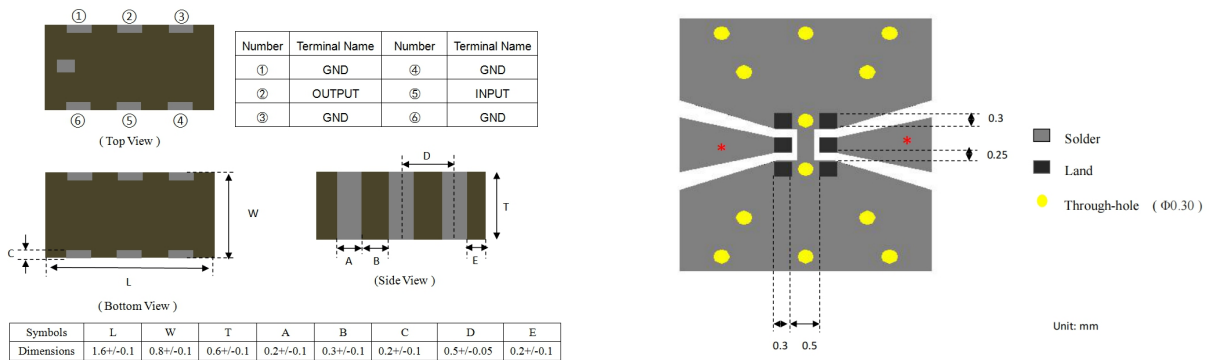 ① ② ③
⑥ ⑤ ④
( Top View )
Number Terminal Name Number Terminal Name
① GND ④ GND
② OUTPUT ⑤ INPUT
③ GND ⑥ GND
W
C
L
( Bottom View )
D
T
A B E
(Side View )
Symbols L W T A B C D E
Dimensions 1.6+/-0.1 0.8+/-0.1 0.6+/-0.1 0.2+/-0.1 0.3+/-0.1 0.2+/-0.1 0.5+/-0.05 0.2+/-0.1
0.3
0.25
* *
Solder
Land
Through-hole ( Φ0.30 )
0.3 0.5
Unit: mm